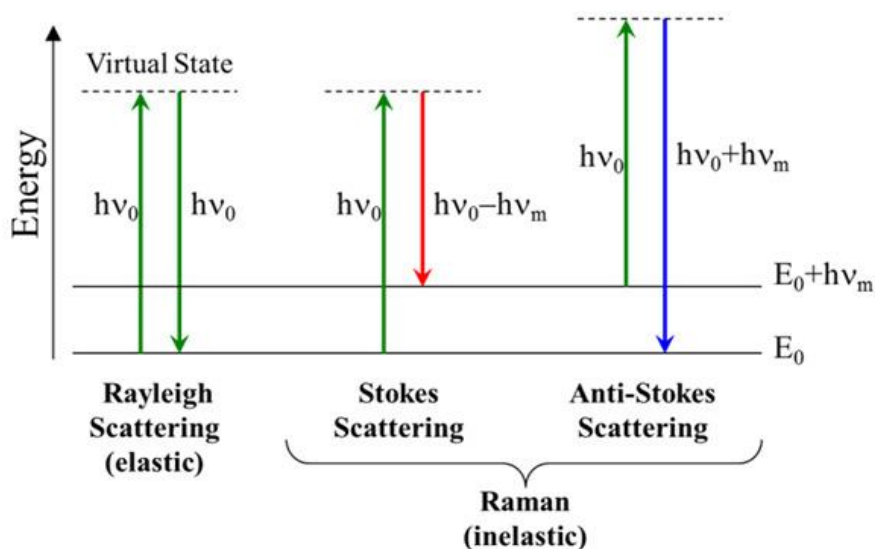 Energy
Virtual State
hν₀
hν₀
hν₀
hν₀–hνₘ
hν₀
hν₀+hνₘ
E₀+hνₘ
E₀
Rayleigh
Scattering
(elastic)
Stokes
Scattering
Anti-Stokes
Scattering
Raman
(inelastic)